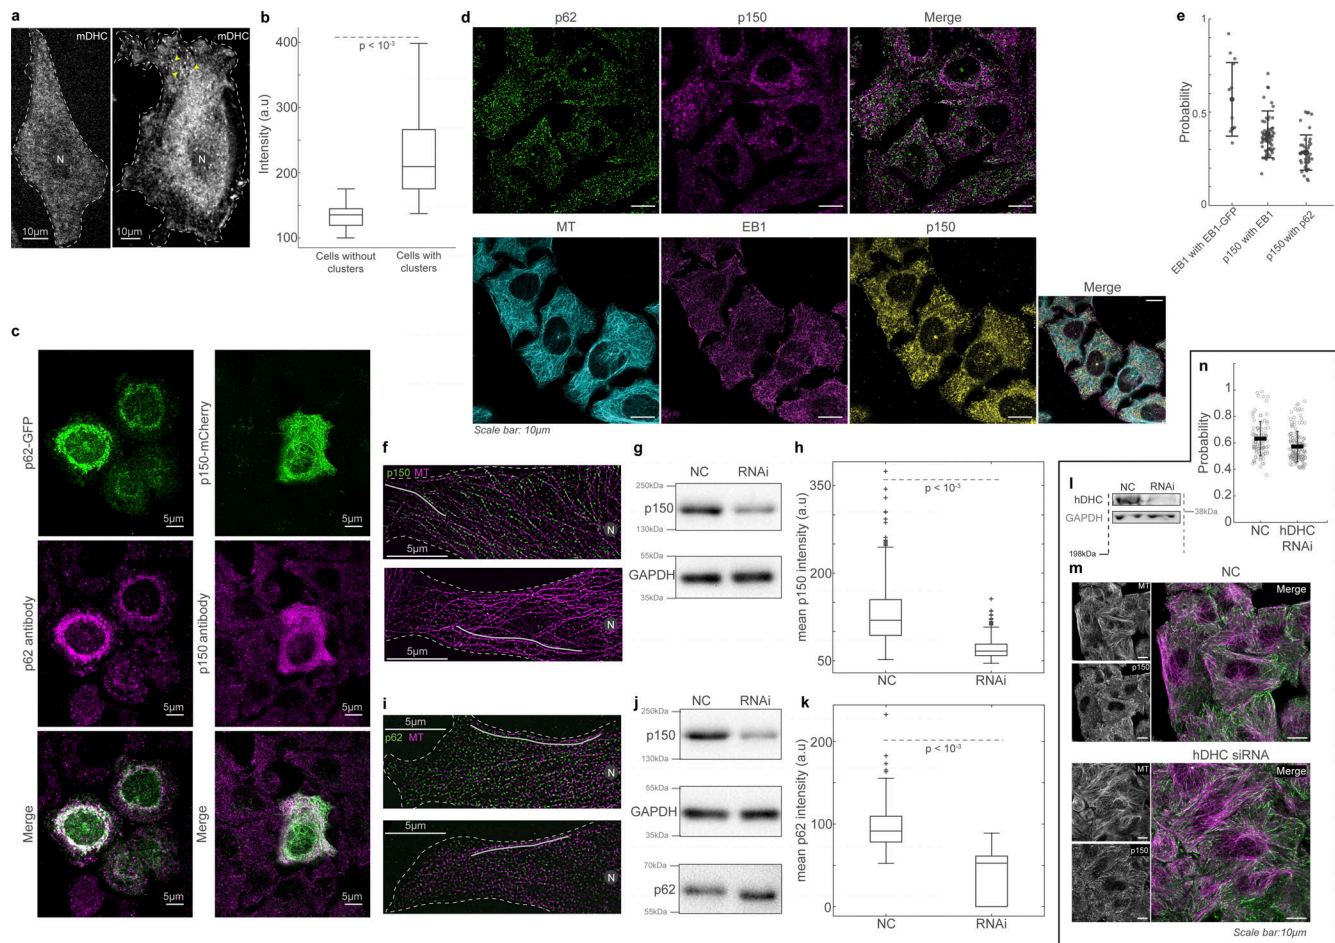 a
mDHC
mDHC
N
N
10µm
10µm
b
Intensity (a.u)
400
300
200
100
p < 10⁻³
Cells without clusters
Cells with clusters
c
p62-GFP
p150-mCherry
5µm
5µm
p62 antibody
p150 antibody
5µm
5µm
Merge
Merge
5µm
5µm
d
p62
p150
Merge
MT
EB1
p150
Merge
Scale bar: 10µm
e
Probability
1
0.5
0
EB1 with EB1-GFP
p150 with EB1
p150 with p62
f
p150 MT
N
5µm
N
5µm
g
NC
RNAi
250kDa
p150
130kDa
55kDa
GAPDH
35kDa
h
mean p150 intensity (a.u)
350
200
50
p < 10⁻³
NC
RNAi
i
5µm
p62 MT
N
5µm
N
j
NC
RNAi
250kDa
p150
130kDa
55kDa
GAPDH
35kDa
70kDa
p62
55kDa
k
mean p62 intensity (a.u)
200
100
0
p < 10⁻³
NC
RNAi
l
NC
RNAi
hDHC
GAPDH
38kDa
198kDa
m
NC
MT
p150
Merge
hDHC siRNA
MT
p150
Merge
Scale bar:10µm
n
Probability
1
0.8
0.6
0.4
0.2
0
NC
hDHC
RNAi